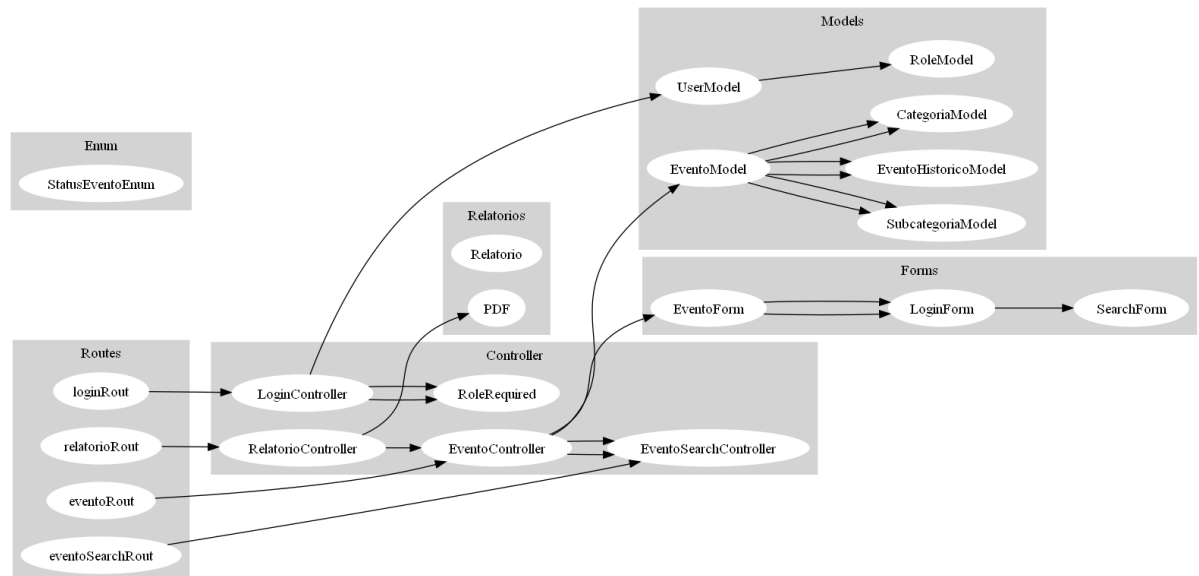 Models
RoleModel
UserModel
CategoriaModel
EventoModel
EventoHistoricoModel
SubcategoriaModel
Enum
StatusEventoEnum
Relatorios
Relatorio
PDF
Forms
EventoForm
LoginForm
SearchForm
Routes
loginRout
relatorioRout
eventoRout
eventoSearchRout
Controller
LoginController
RoleRequired
RelatorioController
EventoController
EventoSearchController